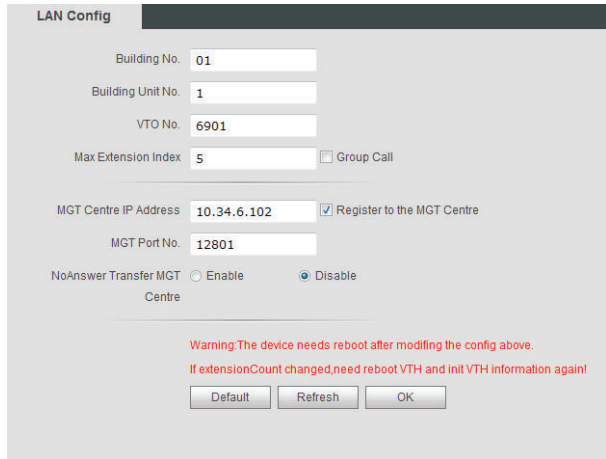 LAN Config
Building No. 01
Building Unit No. 1
VTO No. 6901
Max Extension Index 5 Group Call
MGT Centre IP Address 10.34.6.102 Register to the MGT Centre
MGT Port No. 12801
NoAnswer Transfer MGT Enable Disable
Centre
Warning:The device needs reboot after modifing the config above.
If extensionCount changed,need reboot VTH and init VTH information again!
Default Refresh OK